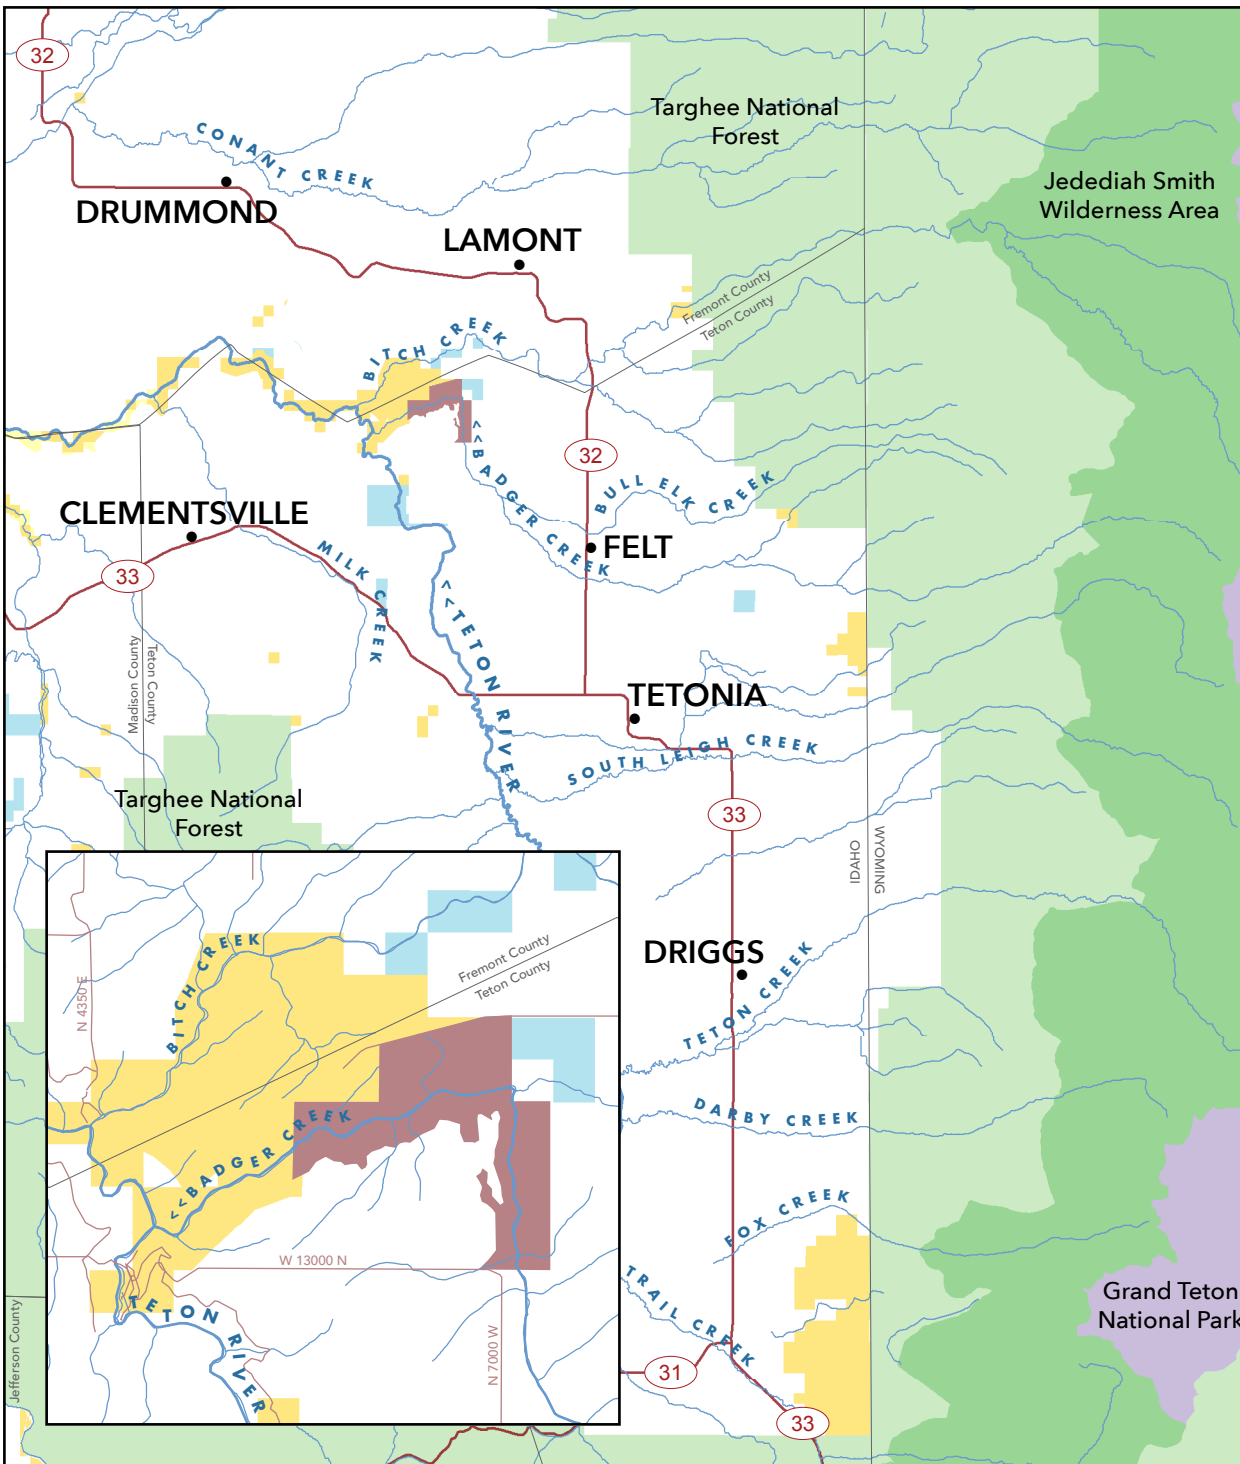 32
CONANT CREEK
DRUMMOND
LAMONT
Targhee National
Forest
Jedediah Smith
Wilderness Area
Fremont County
Teton County
BITCH CREEK
<<BADGER CREEK
32
BULL ELK CREEK
CLEMENTSVILLE
FELT
MILK CREEK
33
<<TETON RIVER
Madison County
Teton County
TETONIA
SOUTH LEIGH CREEK
Targhee National
Forest
33
IDAHO
WYOMING
DRIGGS
TETON CREEK
DARBY CREEK
FOX CREEK
TRAIL CREEK
Grand Teton
National Park
31
33
Jefferson County
BITCH CREEK
Fremont County
Teton County
N 4350 E
<<BADGER CREEK
W 13000 N
TETON RIVER
N 7000 W